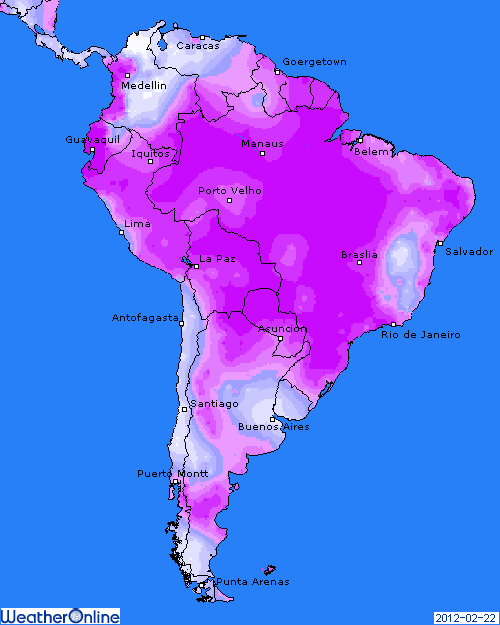 Caracas
Goergetown
Medellin
Guayaquil
Iquitos
Manaus
Belem
Porto Velho
Lima
La Paz
Braslia
Salvador
Antofagasta
Asuncion
Rio de Janeiro
Santiago
Buenos Aires
Puerto Montt
Punta Arenas
WeatherOnline
2012-02-22